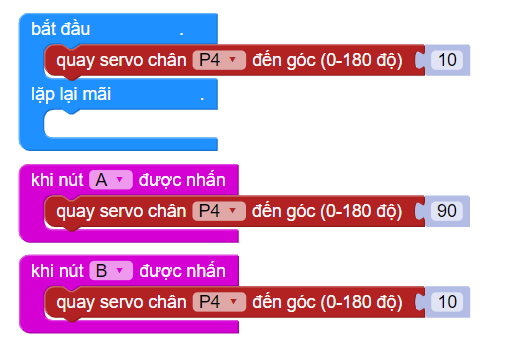 bắt đầu .
quay servo chân P4 đến góc (0-180 độ) 10
lặp lại mãi .
khi nút A được nhấn
quay servo chân P4 đến góc (0-180 độ) 90
khi nút B được nhấn
quay servo chân P4 đến góc (0-180 độ) 10